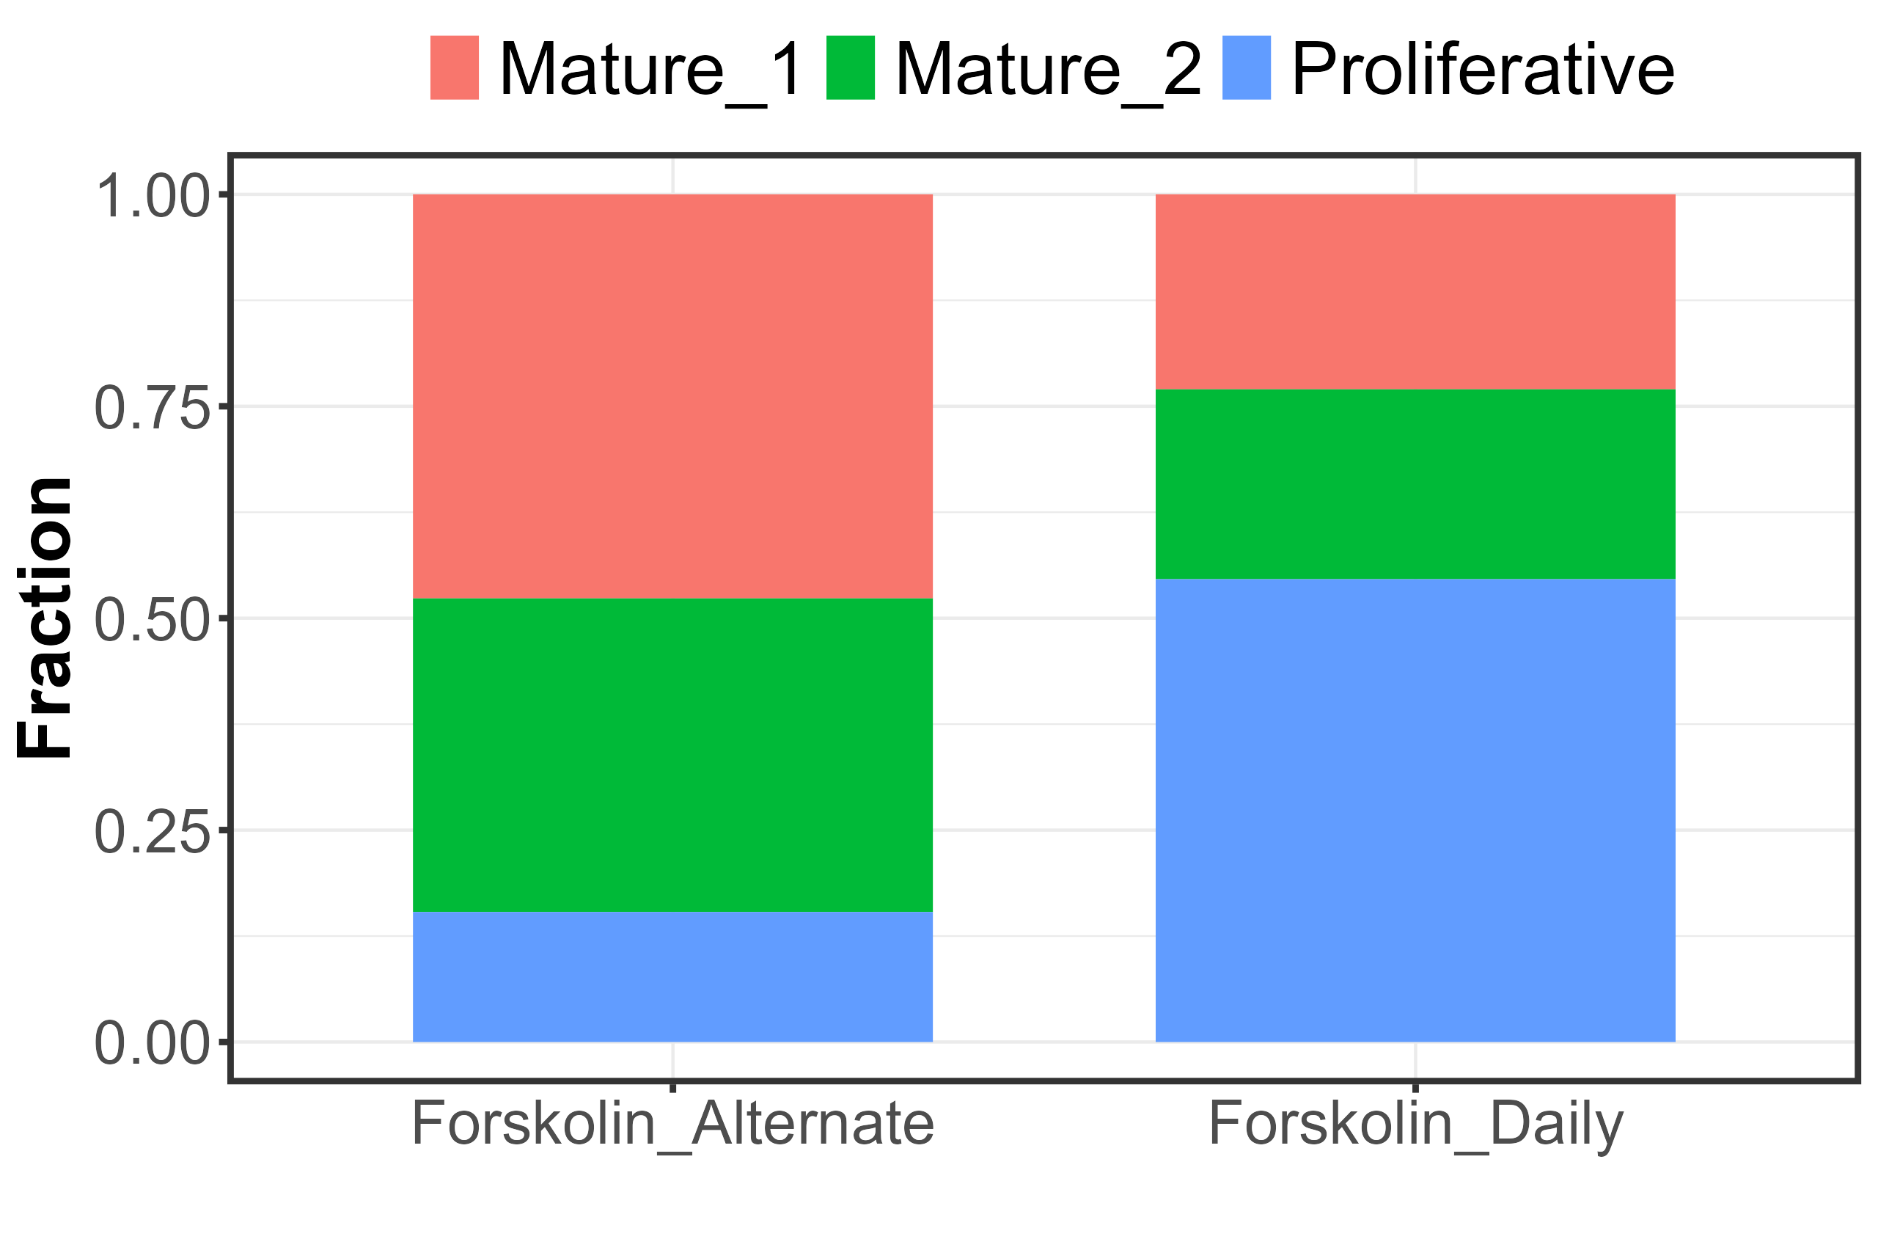 Mature_1 Mature_2 Proliferative
1.00
0.75
0.50
0.25
0.00
Fraction
Forskolin_Alternate Forskolin_Daily